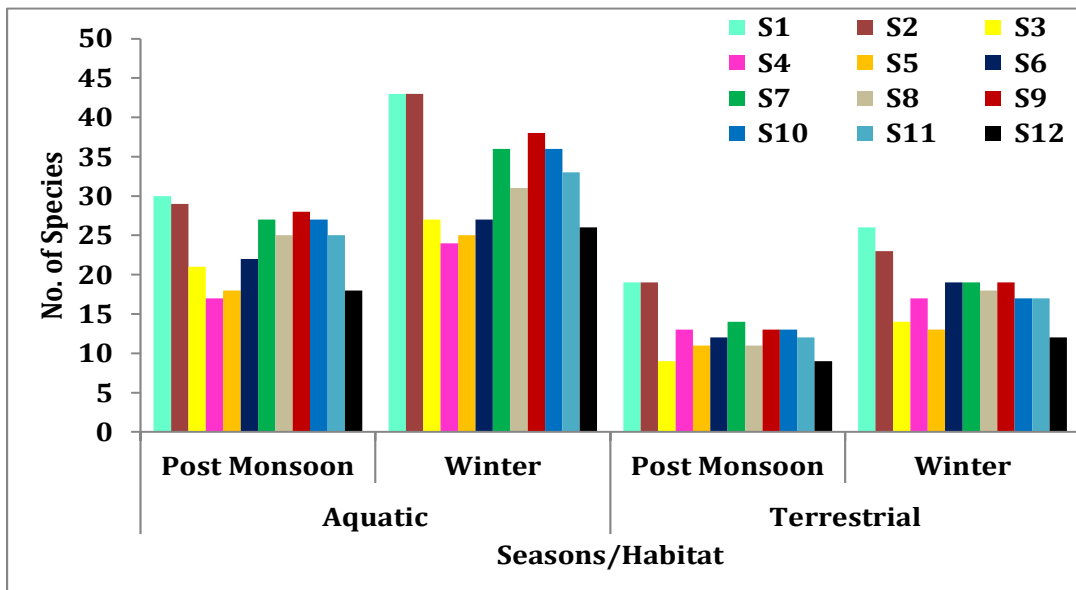 50
45
40
35
30
25
20
15
10
5
0
No. of Species
S1 S2 S3
S4 S5 S6
S7 S8 S9
S10 S11 S12
Post Monsoon Winter Post Monsoon Winter
Aquatic Terrestrial
Seasons/Habitat